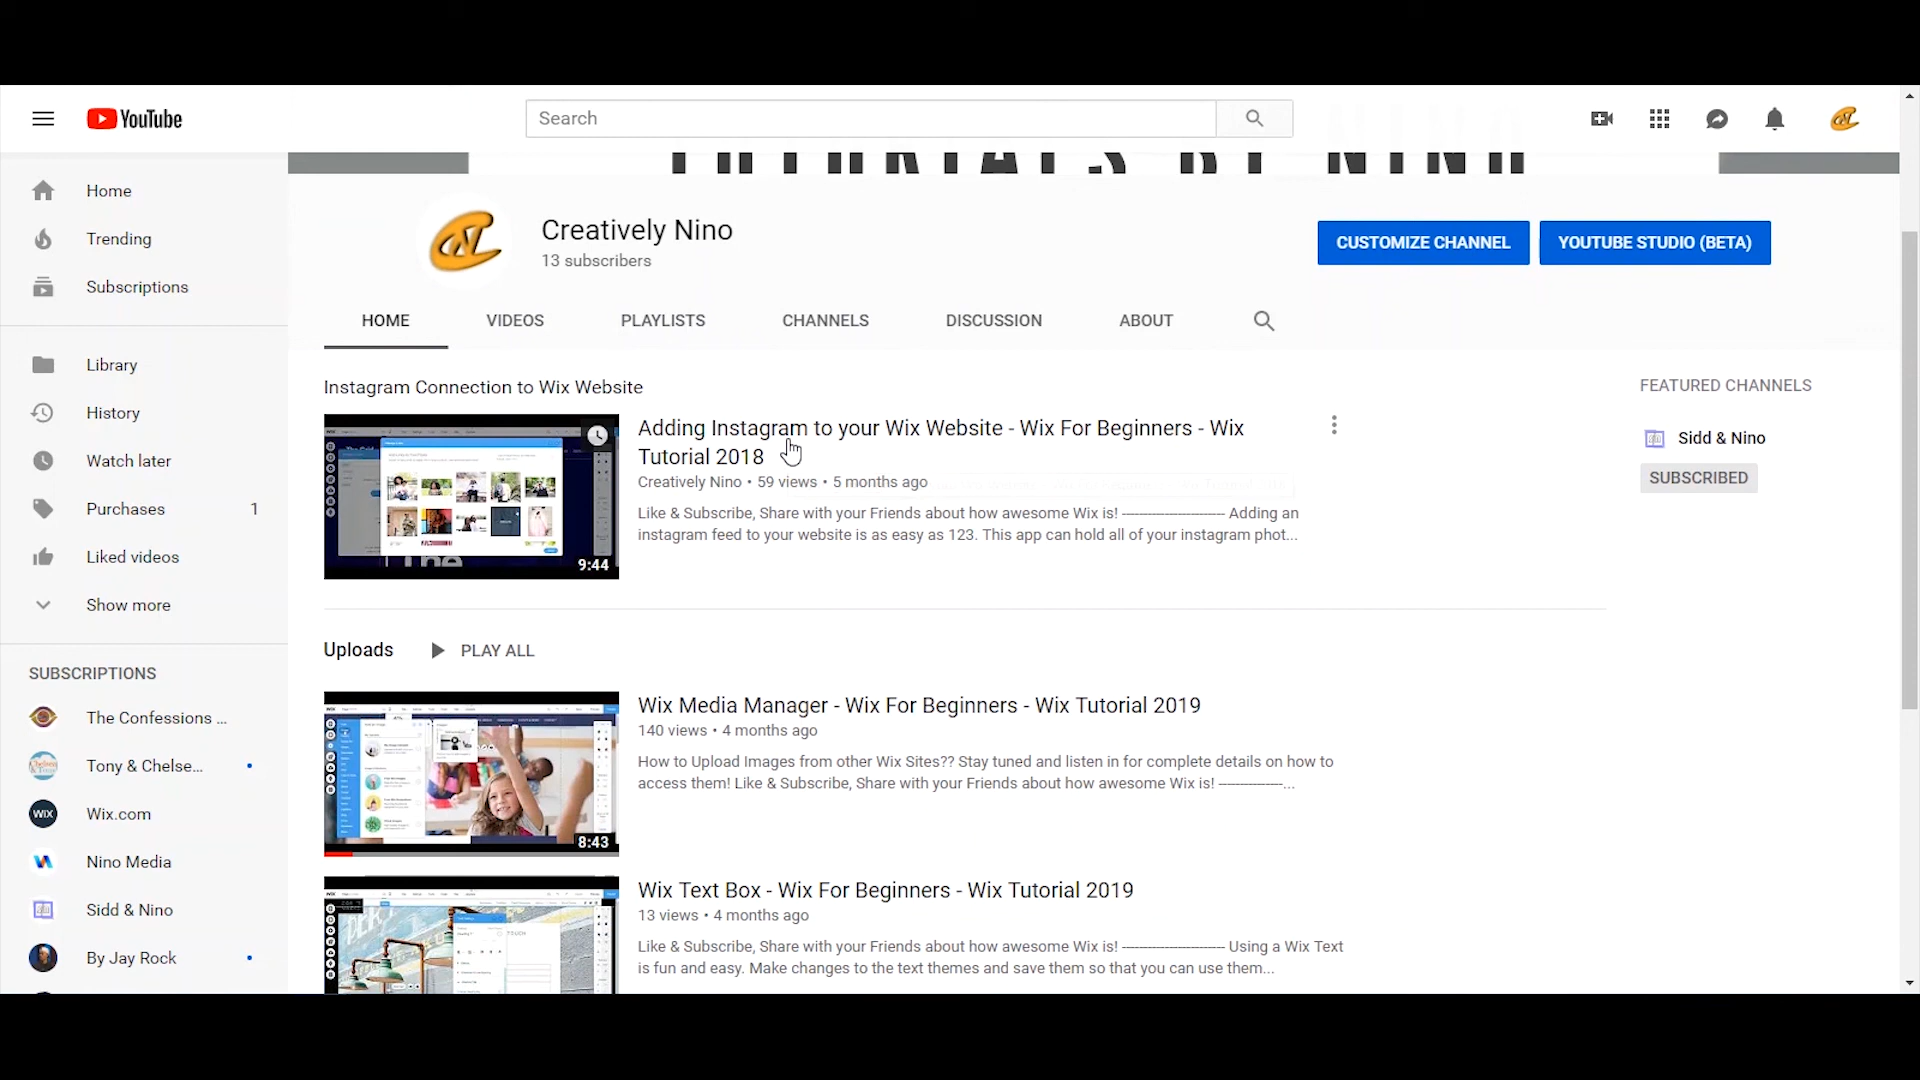 YouTube
Search
TUTORIALS BY NINO
Home
Trending
Subscriptions
Library
History
Watch later
Purchases 1
Liked videos
Show more
SUBSCRIPTIONS
The Confessions ...
Tony & Chelse...
WIX Wix.com
Nino Media
Sidd & Nino
By Jay Rock
Creatively Nino
13 subscribers
CUSTOMIZE CHANNEL
YOUTUBE STUDIO (BETA)
HOME VIDEOS PLAYLISTS CHANNELS DISCUSSION ABOUT
Instagram Connection to Wix Website
9:44
Adding Instagram to your Wix Website - Wix For Beginners - Wix
Tutorial 2018
Creatively Nino • 59 views • 5 months ago
Like & Subscribe, Share with your Friends about how awesome Wix is! ------------------------ Adding an
instagram feed to your website is as easy as 123. This app can hold all of your instagram phot...
Uploads PLAY ALL
8:43
Wix Media Manager - Wix For Beginners - Wix Tutorial 2019
140 views • 4 months ago
How to Upload Images from other Wix Sites?? Stay tuned and listen in for complete details on how to
access them! Like & Subscribe, Share with your Friends about how awesome Wix is! ---------------...
Wix Text Box - Wix For Beginners - Wix Tutorial 2019
13 views • 4 months ago
Like & Subscribe, Share with your Friends about how awesome Wix is! ------------------------ Using a Wix Text
is fun and easy. Make changes to the text themes and save them so that you can use them...
FEATURED CHANNELS
Sidd & Nino
SUBSCRIBED